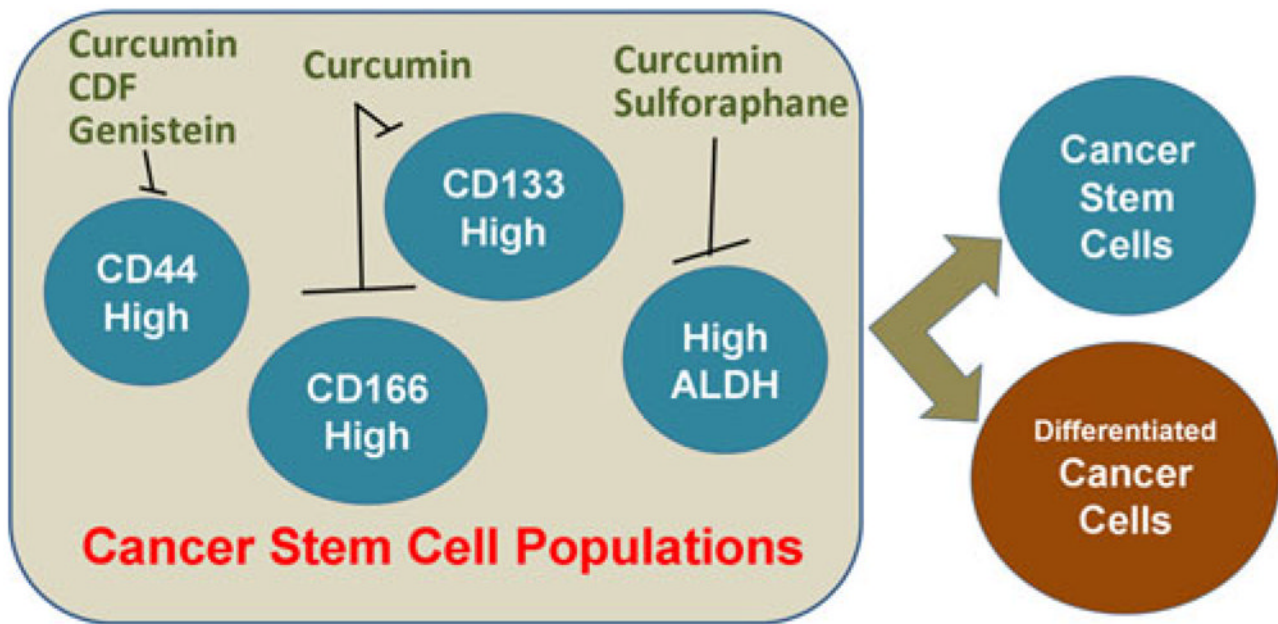 Curcumin
CDF
Genistein
Curcumin
Curcumin
Sulforaphane
CD44
High
CD133
High
CD166
High
High
ALDH
Cancer Stem Cell Populations
Cancer
Stem
Cells
Differentiated
Cancer
Cells